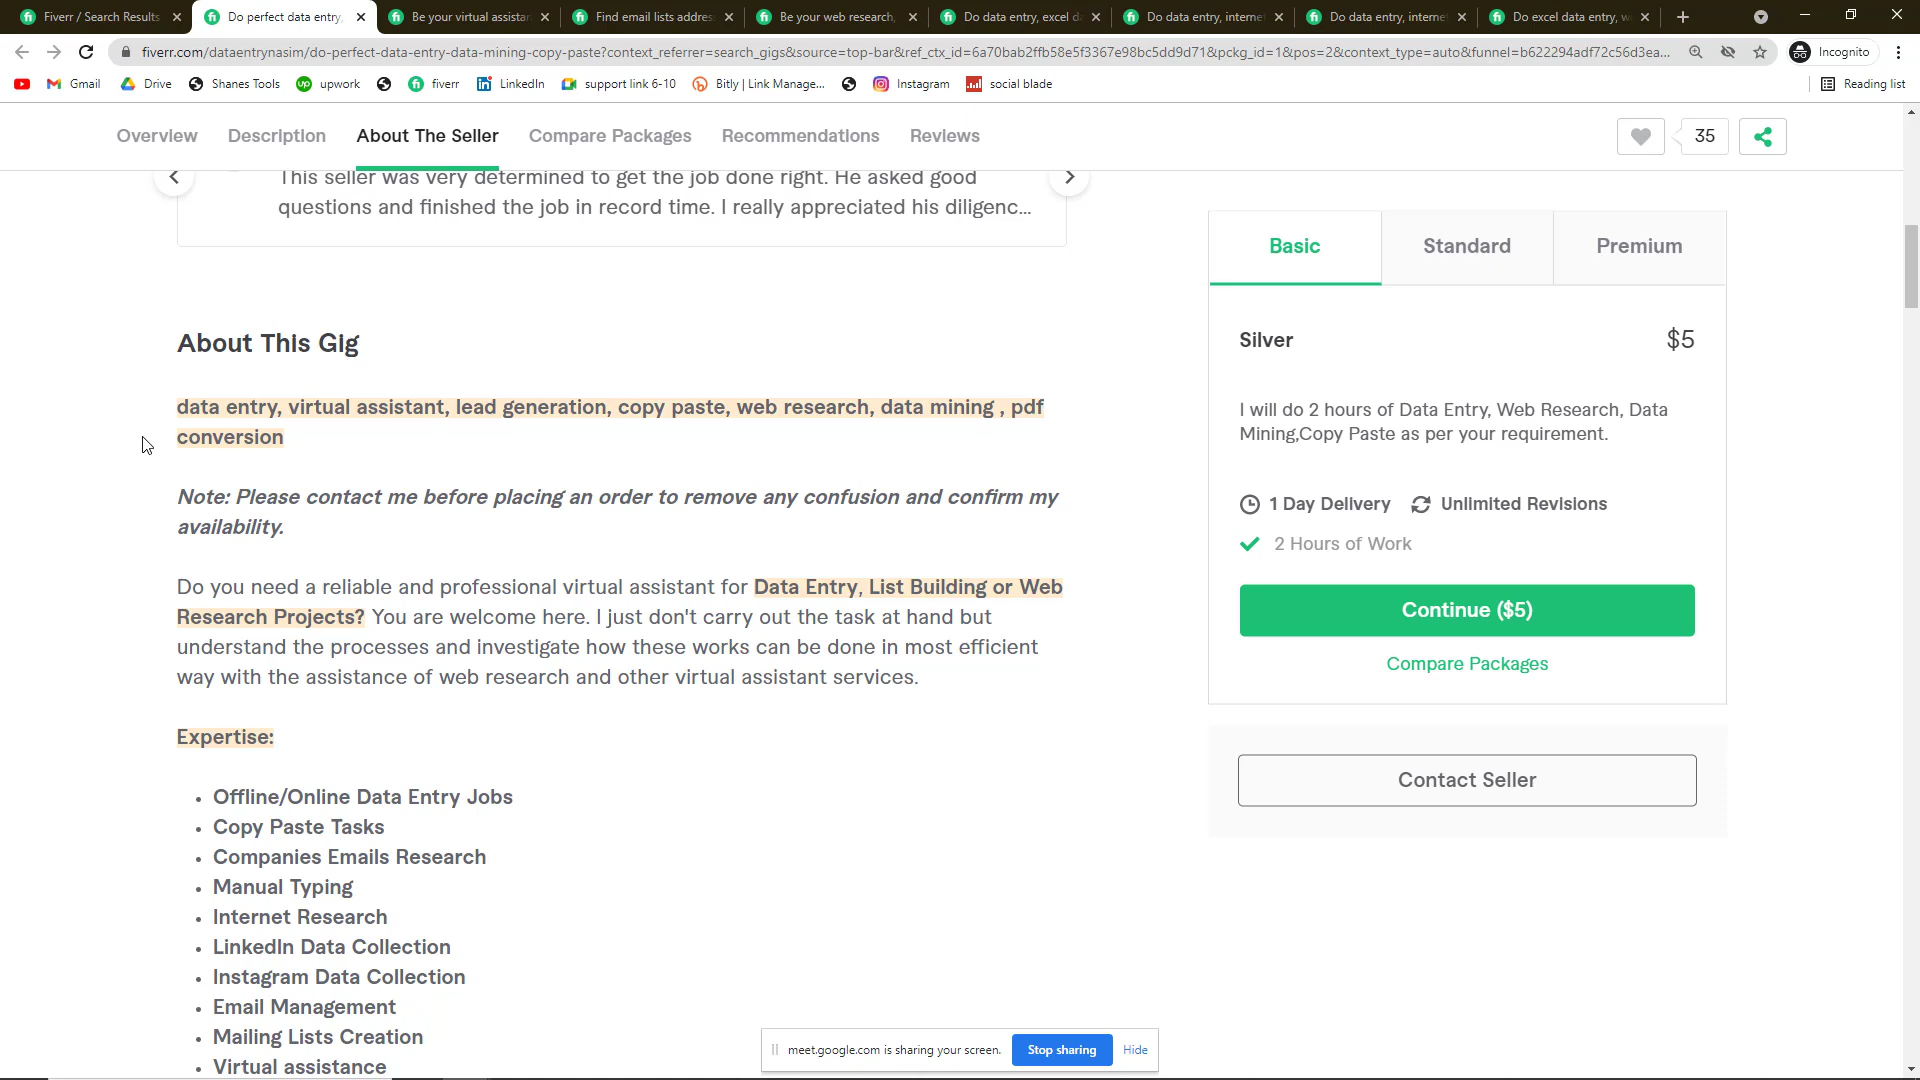 Fiverr / Search Results
Do perfect data entry,
Be your virtual assistan
Find email lists addres
Be your web research,
Do data entry, excel d
Do data entry, interne
Do data entry, interne
Do excel data entry, w
fiverr.com/dataentrynasim/do-perfect-data-entry-data-mining-copy-paste?context_referrer=search_gigs&source=top-bar&ref_ctx_id=6a70bab2ffb58e5f3367e98bc5dd9d71&pckg_id=1&pos=2&context_type=auto&funnel=b622294adf72c56d3ea...
Incognito
Gmail
Drive
Shanes Tools
up
upwork
fiverr
LinkedIn
support link 6-10
Bitly | Link Manage...
Instagram
social blade
Reading list
Overview
Description
About The Seller
Compare Packages
Recommendations
Reviews
35
This seller was very determined to get the job done right. He asked good
questions and finished the job in record time. I really appreciated his diligenc...
About This Gig
data entry, virtual assistant, lead generation, copy paste, web research, data mining , pdf
conversion
Note: Please contact me before placing an order to remove any confusion and confirm my
availability.
Do you need a reliable and professional virtual assistant for Data Entry, List Building or Web
Research Projects? You are welcome here. I just don't carry out the task at hand but
understand the processes and investigate how these works can be done in most efficient
way with the assistance of web research and other virtual assistant services.
Expertise:
• Offline/Online Data Entry Jobs
• Copy Paste Tasks
• Companies Emails Research
• Manual Typing
• Internet Research
• LinkedIn Data Collection
• Instagram Data Collection
• Email Management
• Mailing Lists Creation
• Virtual assistance
Basic
Standard
Premium
Silver
$5
I will do 2 hours of Data Entry, Web Research, Data
Mining,Copy Paste as per your requirement.
1 Day Delivery
Unlimited Revisions
2 Hours of Work
Continue ($5)
Compare Packages
Contact Seller
meet.google.com is sharing your screen.
Stop sharing
Hide